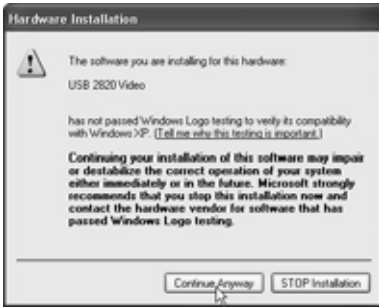 Hardware Installation
The software you are installing for this hardware:
USB 2820 Video
has not passed Windows Logo testing to verify its compatibility
with Windows XP. (Tell me why this testing is important.)
Continuing your installation of this software may impair
or destabilize the correct operation of your system
either immediately or in the future. Microsoft strongly
recommends that you stop this installation now and
contact the hardware vendor for software that has
passed Windows Logo testing.
Continue Anyway STOP Installation